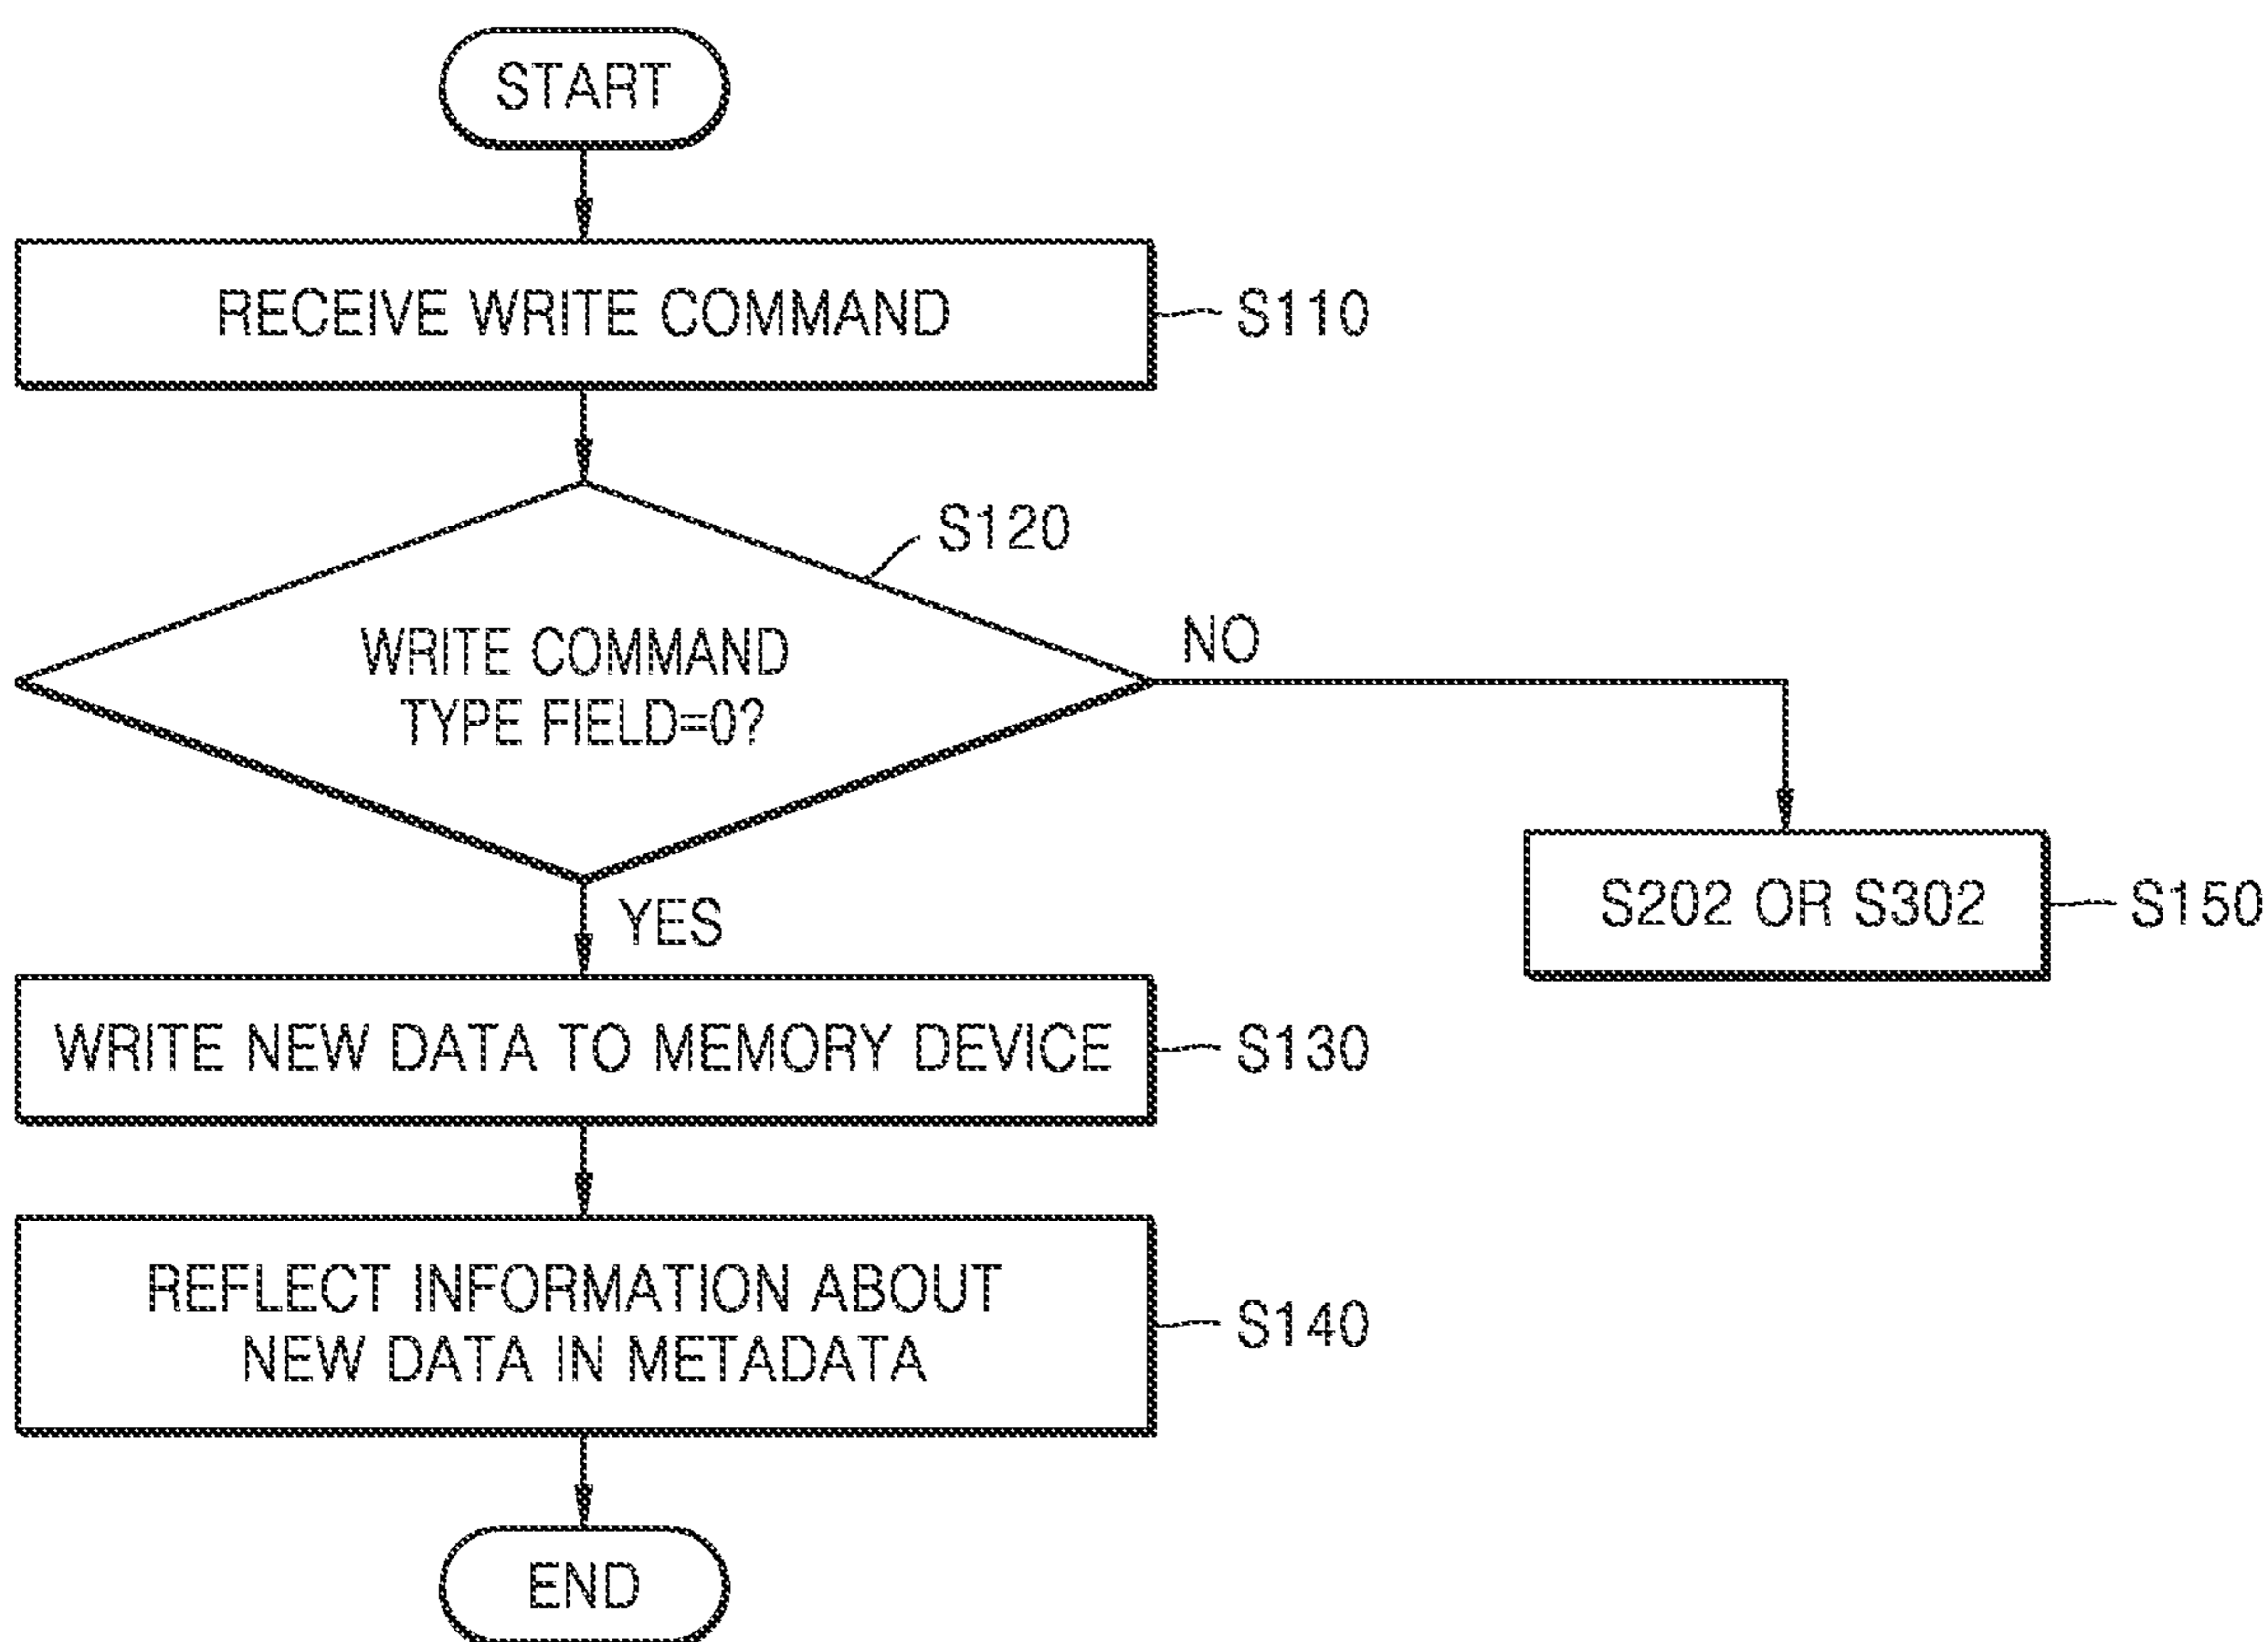 START
RECEIVE WRITE COMMAND
S110
S120
WRITE COMMAND
TYPE FIELD=0?
NO
YES
S202 OR S302
S150
WRITE NEW DATA TO MEMORY DEVICE
S130
REFLECT INFORMATION ABOUT
NEW DATA IN METADATA
S140
END